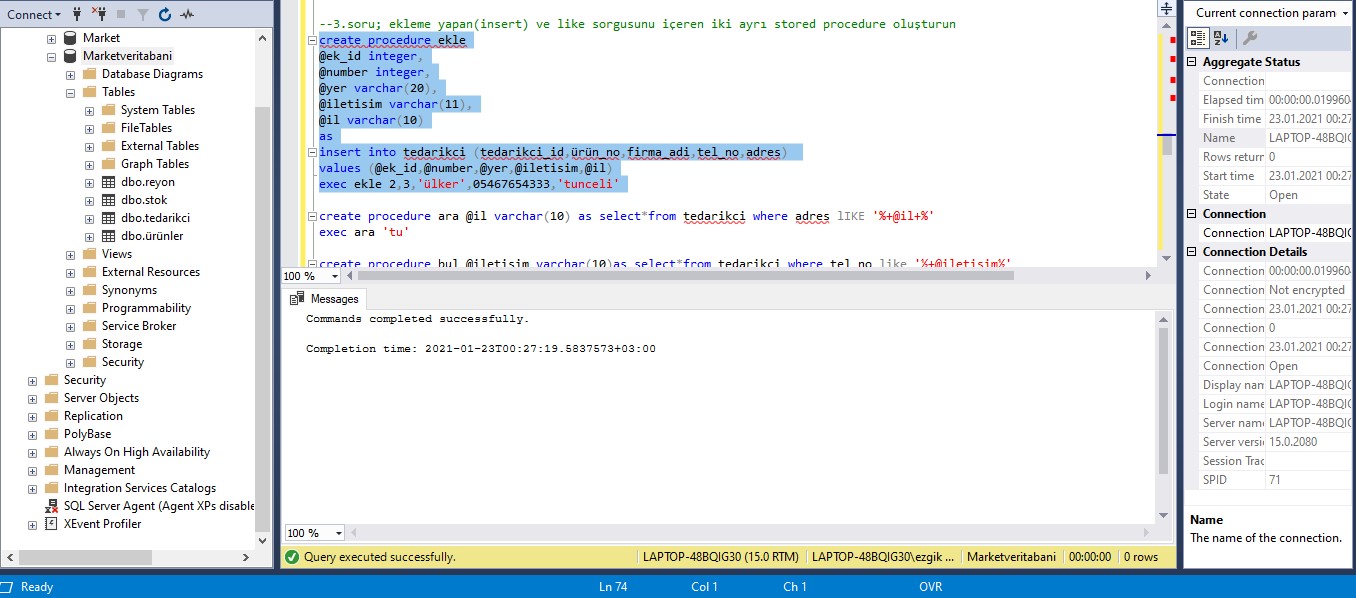 Connect
Market
Marketveritabani
Database Diagrams
Tables
System Tables
FileTables
External Tables
Graph Tables
dbo.reyon
dbo.stok
dbo.tedarikci
dbo.ürünler
Views
External Resources
Synonyms
Programmability
Service Broker
Storage
Security
Security
Server Objects
Replication
PolyBase
Always On High Availability
Management
Integration Services Catalogs
SQL Server Agent (Agent XPs disable
XEvent Profiler
--3.soru; ekleme yapan(insert) ve like sorgusunu içeren iki ayrı stored procedure oluşturun
create procedure ekle
@ek_id integer,
@number integer,
@yer varchar(20),
@iletisim varchar(11),
@il varchar(10)
as
insert into tedarikci (tedarikci_id,ürün_no,firma_adi,tel_no,adres)
values (@ek_id,@number,@yer,@iletisim,@il)
exec ekle 2,3,'ülker',05467654333,'tunceli'
create procedure ara @il varchar(10) as select*from tedarikci where adres lIKE '%+@il+%'
exec ara 'tu'
create procedure bul @iletisim varchar(10)as select*from tedarikci where tel_no like '%+@iletisim%'
100 %
Messages
Commands completed successfully.
Completion time: 2021-01-23T00:27:19.5837573+03:00
100 %
Query executed successfully.
LAPTOP-48BQIG30 (15.0 RTM)
LAPTOP-48BQIG30\ezgik ...
Marketveritabani
00:00:00
0 rows
Current connection param
Aggregate Status
Connection
Elapsed tim 00:00:00.019960
Finish time 23.01.2021 00:27
Name LAPTOP-48BQIG
Rows return 0
Start time 23.01.2021 00:27
State Open
Connection
Connection LAPTOP-48BQIG
Connection Details
Connection 00:00:00.019960
Connection Not encrypted
Connection 23.01.2021 00:27
Connection 0
Connection 23.01.2021 00:27
Connection Open
Display nam LAPTOP-48BQIG
Login name LAPTOP-48BQIG
Server name LAPTOP-48BQIG
Server versi 15.0.2080
Session Trac
SPID 71
Name
The name of the connection.
Ready
Ln 74
Col 1
Ch 1
OVR